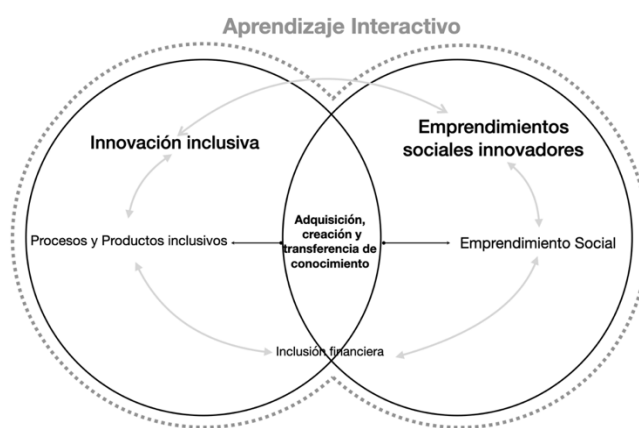 Aprendizaje Interactivo
Innovación inclusiva
Emprendimientos
sociales innovadores
Adquisición,
creación y
transferencia de
conocimiento
Procesos y Productos inclusivos
Emprendimiento Social
Inclusión financiera